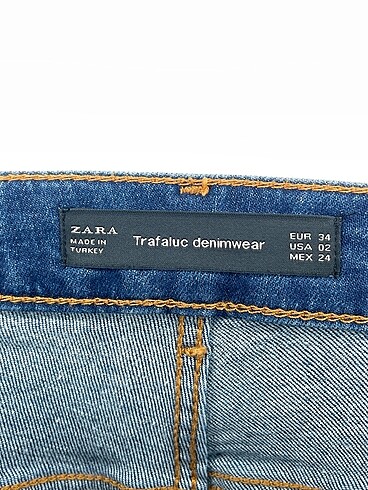 ZARA
MADE IN
TURKEY
Trafaluc denimwear
EUR 34
USA 02
MEX 24